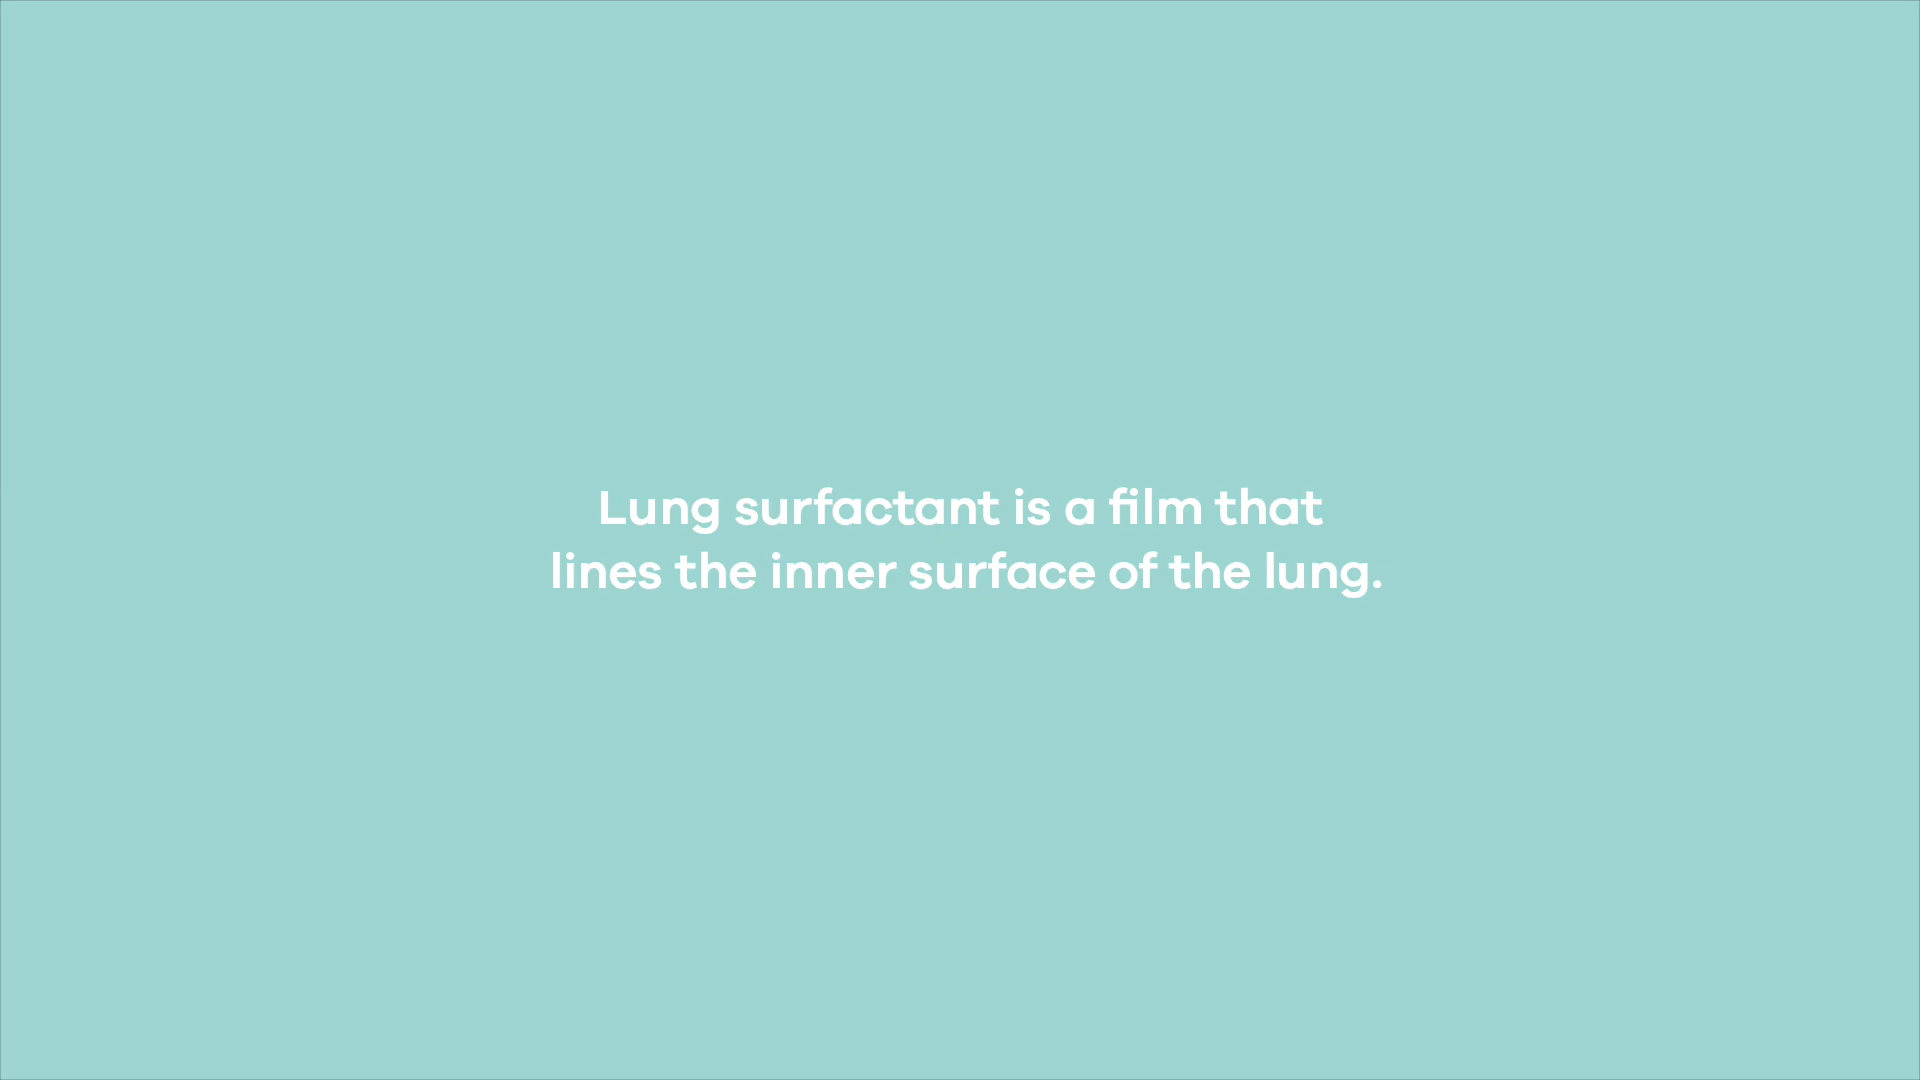 Lung surfactant is a film that
lines the inner surface of the lung.